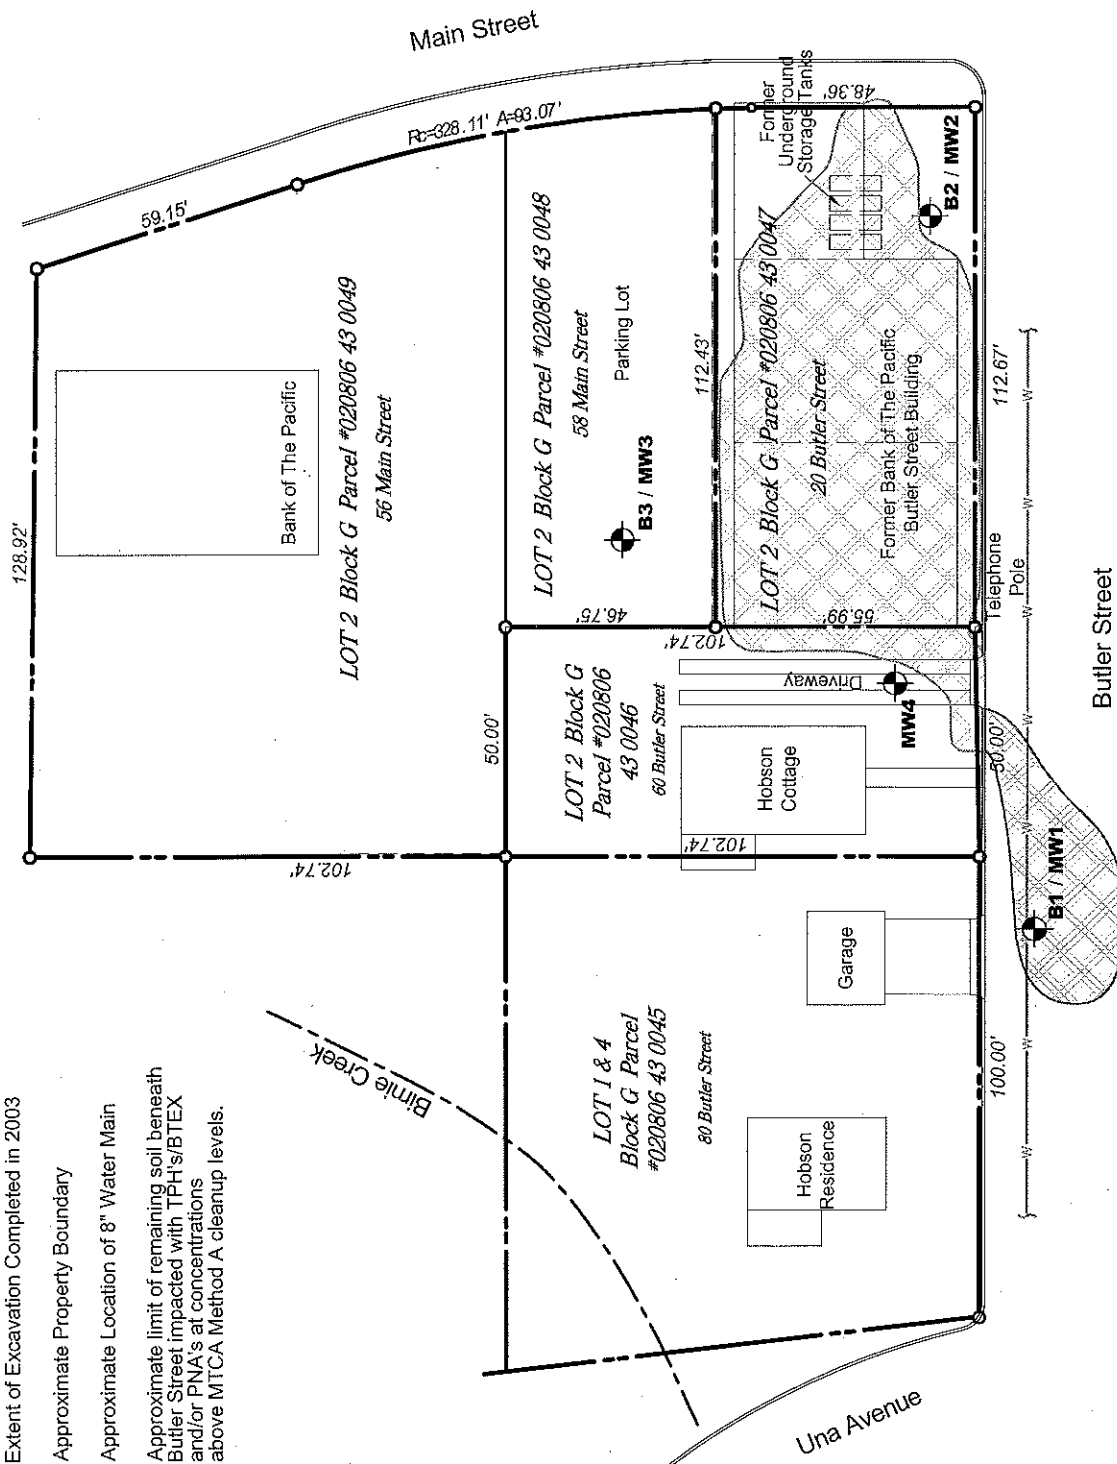 Main Street
Extent of Excavation Completed in 2003
Approximate Property Boundary
Approximate Location of 8" Water Main
Approximate limit of remaining soil beneath
Butler Street impacted with TPH's/BTEX
and/or PNA's at concentrations
above MTCA Method A cleanup levels.
128.92'
59.15'
Rc=328.11' A=93.07'
48.36'
Bank of The Pacific
LOT 2 Block G Parcel #020806 43 0049
56 Main Street
LOT 2 Block G Parcel #020806 43 0048
58 Main Street
Parking Lot
B3 / MW3
46.75'
112.43'
Former
Underground
Storage Tanks
LOT 2 Block G Parcel #020806 43 0047
20 Butler Street
Former Bank of The Pacific
Butler Street Building
B2 / MW2
55.99'
112.67'
Telephone
Pole
102.74'
50.00'
LOT 2 Block G
Parcel #020806
43 0046
60 Butler Street
Driveway
MW4
Hobson
Cottage
50.00'
102.74'
102.74'
B1 / MW1
Garage
Birnie Creek
LOT 1 & 4
Block G Parcel
#020806 43 0045
80 Butler Street
Hobson
Residence
100.00'
W
W
W
W
W
W
Butler Street
Una Avenue